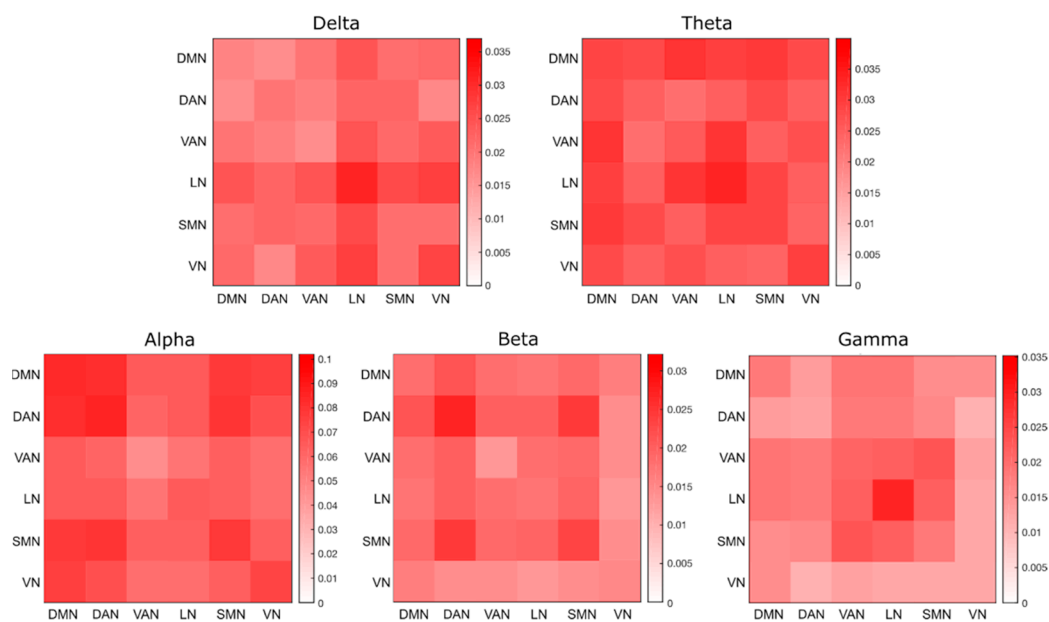 Delta
Theta
DMN
DAN
VAN
LN
SMN
VN
DMN DAN VAN LN SMN VN
0.035
0.03
0.025
0.02
0.015
0.01
0.005
0
DMN
DAN
VAN
LN
SMN
VN
DMN DAN VAN LN SMN VN
0.035
0.03
0.025
0.02
0.015
0.01
0.005
0
Alpha
Beta
Gamma
DMN
DAN
VAN
LN
SMN
VN
DMN DAN VAN LN SMN VN
0.1
0.09
0.08
0.07
0.06
0.05
0.04
0.03
0.02
0.01
0
DMN
DAN
VAN
LN
SMN
VN
DMN DAN VAN LN SMN VN
0.03
0.025
0.02
0.015
0.01
0.005
0
DMN
DAN
VAN
LN
SMN
VN
DMN DAN VAN LN SMN VN
0.035
0.03
0.025
0.02
0.015
0.01
0.005
0